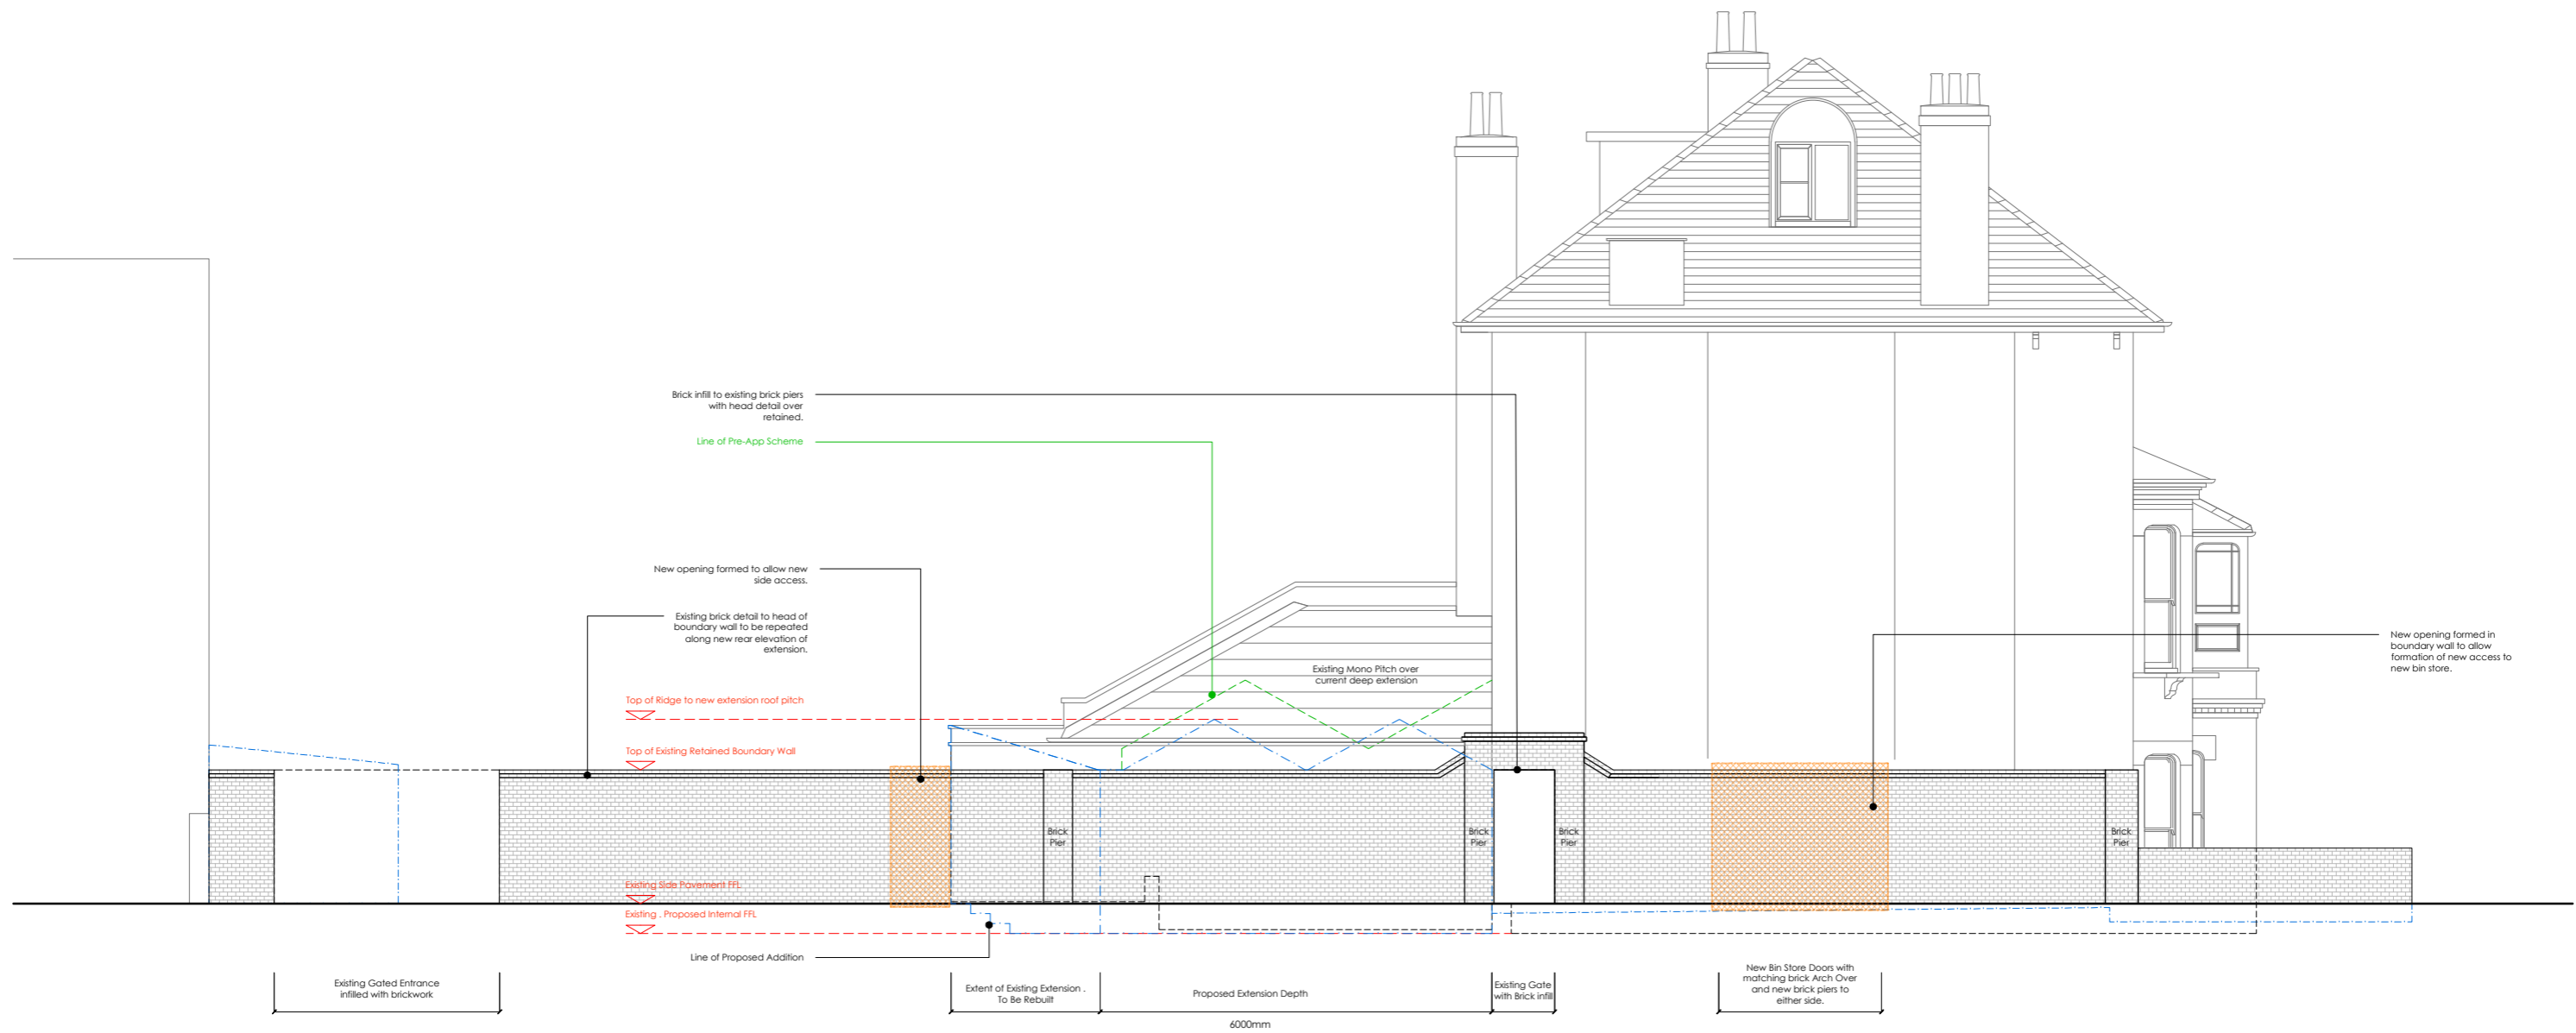 Brick infill to existing brick piers
with head detail over
retained.
Line of Pre-App Scheme
New opening formed to allow new
side access.
Existing brick detail to head of
boundary wall to be repeated
along new rear elevation of
extension.
New opening formed in
boundary wall to allow
formation of new access to
new bin store.
Existing Mono Pitch over
current deep extension
Top of Ridge to new extension roof pitch
Top of Existing Retained Boundary Wall
Brick
Pier
Brick
Pier
Brick
Pier
Brick
Pier
Existing Side Pavement FFL
Existing . Proposed Internal FFL
Line of Proposed Addition
Existing Gated Entrance
infilled with brickwork
Extent of Existing Extension .
To Be Rebuilt
Proposed Extension Depth
Existing Gate
with Brick infill
New Bin Store Doors with
matching brick Arch Over
and new brick piers to
either side.
6000mm